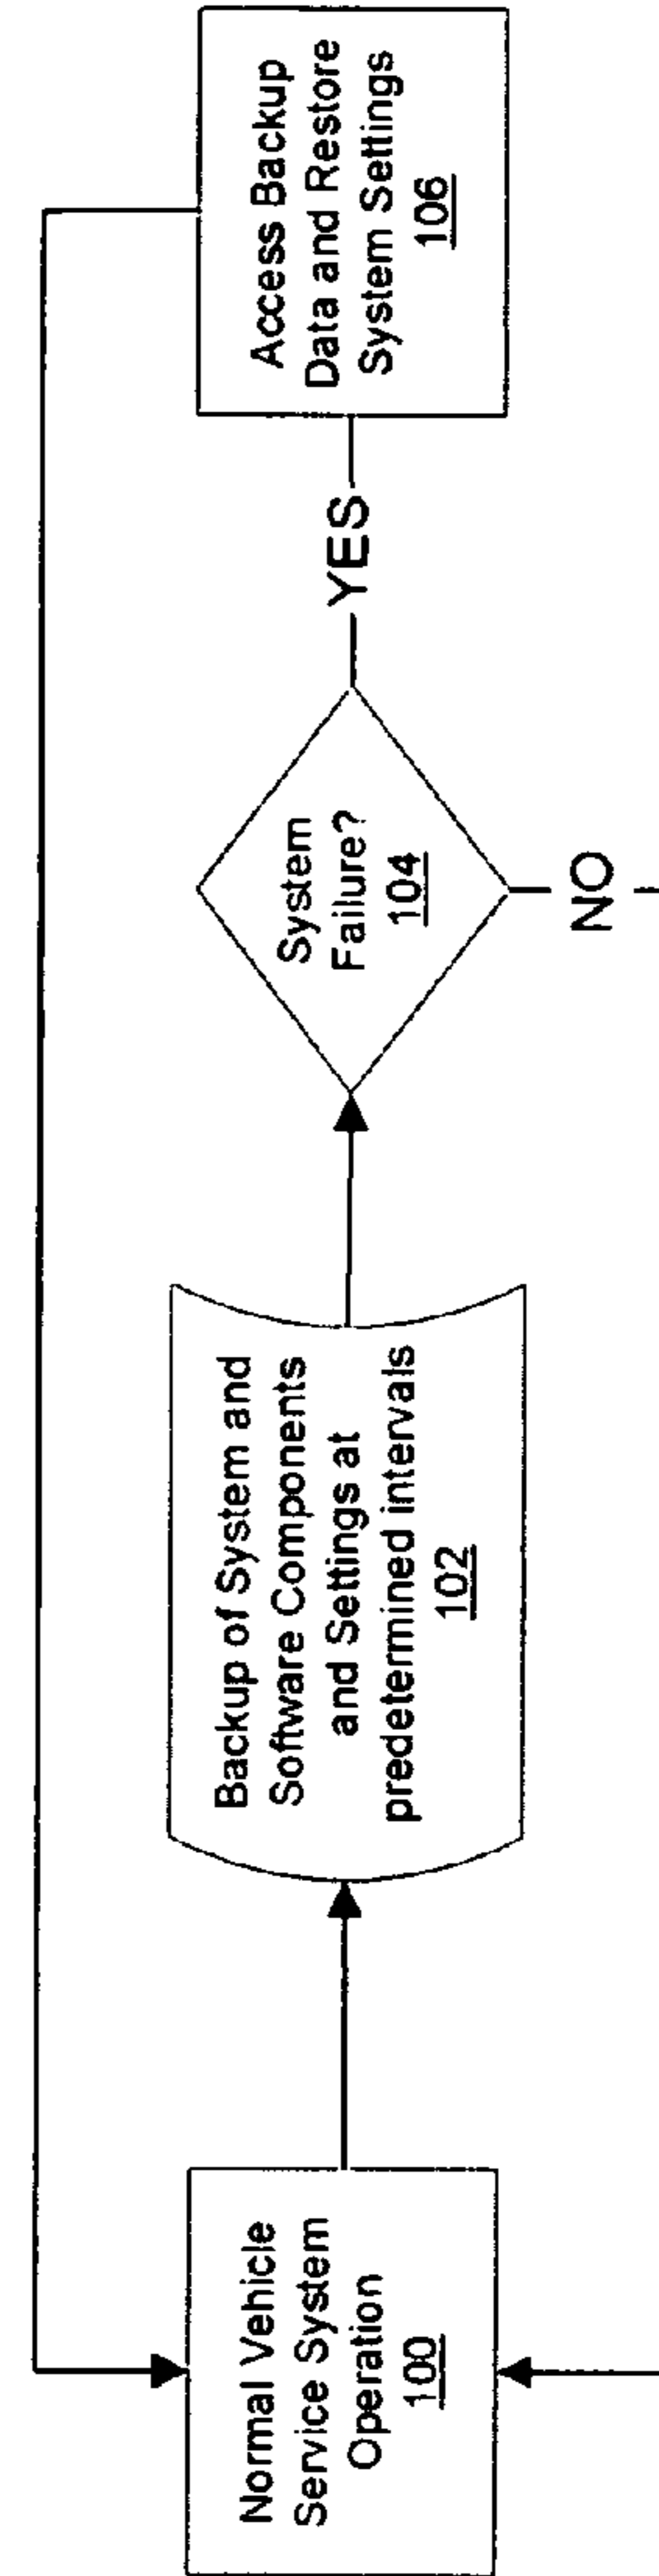 Normal Vehicle
Service System
Operation
100
Backup of System and
Software Components
and Settings at
predetermined intervals
102
System
Failure?
104
YES
NO
Access Backup
Data and Restore
System Settings
106